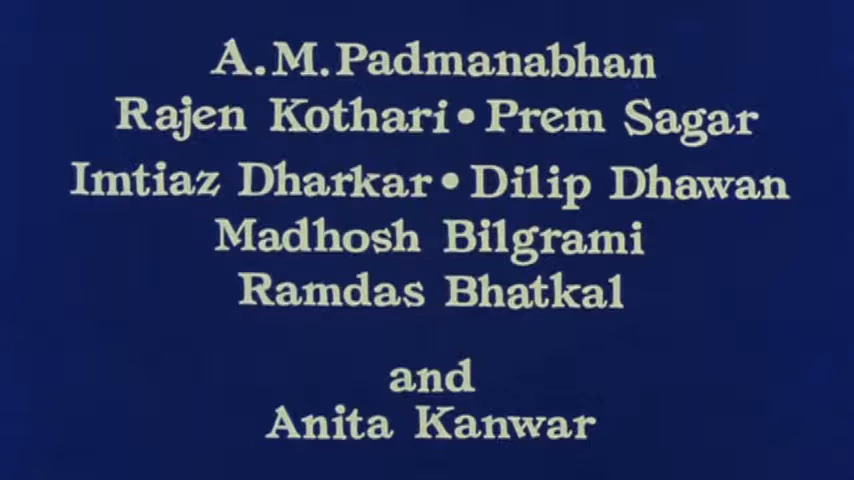 A.M.Padmanabhan
Rajen Kothari•Prem Sagar
Imtiaz Dharkar•Dilip Dhawan
Madhosh Bilgrami
Ramdas Bhatkal
and
Anita Kanwar